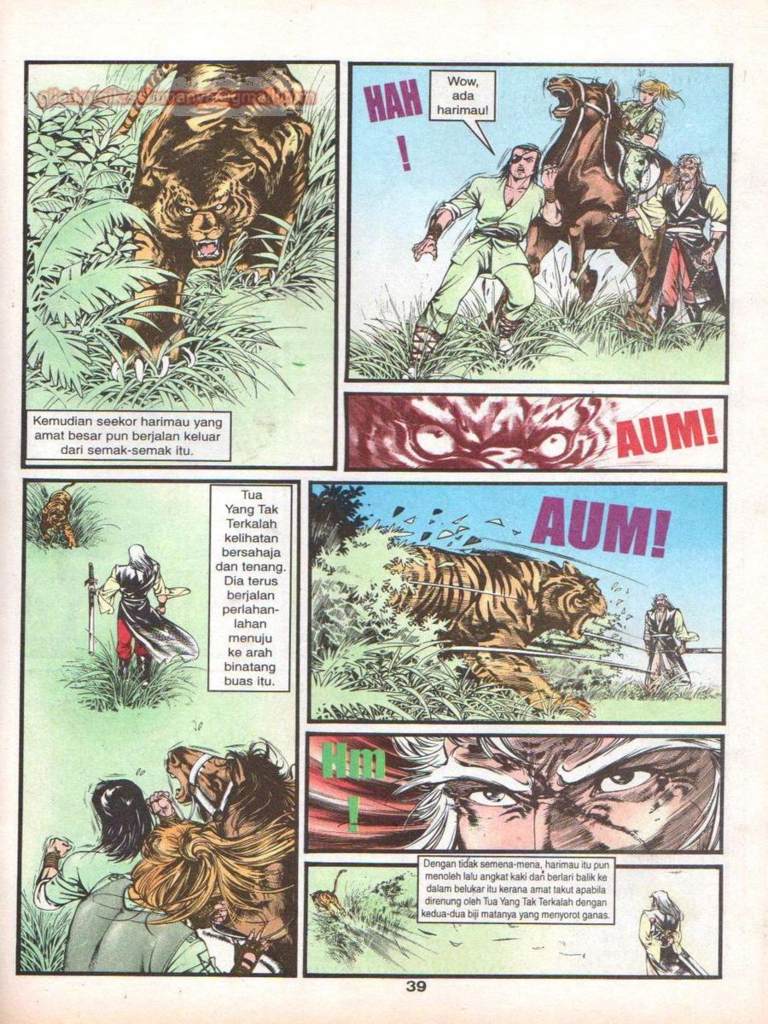 HAH
!
Wow,
ada
harimau!
Kemudian seekor harimau yang
amat besar pun berjalan keluar
dari semak-semak itu.
AUM!
Tua
Yang Tak
Terkalah
kelihatan
bersahaja
dan tenang.
Dia terus
berjalan
perlahan-
lahan
menuju
ke arah
binatang
buas itu.
AUM!
Hm
!
Dengan tidak semena-mena, harimau itu pun
menoleh lalu angkat kaki dan berlari balik ke
dalam belukar itu kerana amat takut apabila
direnung oleh Tua Yang Tak Terkalah dengan
kedua-dua biji matanya yang menyorot ganas.
39